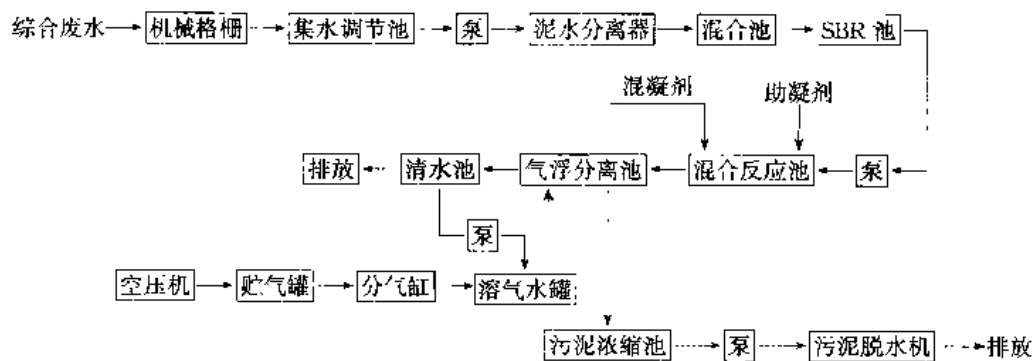 综合废水 机械格栅 集水调节池 泵 泥水分离器 混合池 SBR 池
混凝剂 助凝剂
排放 清水池 气浮分离池 混合反应池 泵
泵
空压机 贮气罐 分气缸 溶气水罐
污泥浓缩池 泵 污泥脱水机 排放